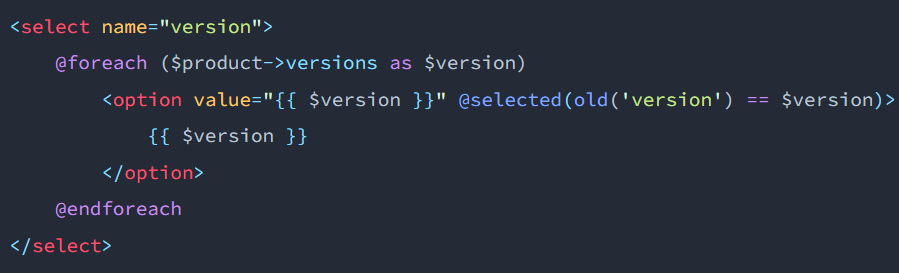 <select name="version">
    @foreach ($product->versions as $version)
        <option value="{{ $version }}" @selected(old('version') == $version)>
            {{ $version }}
        </option>
    @endforeach
</select>